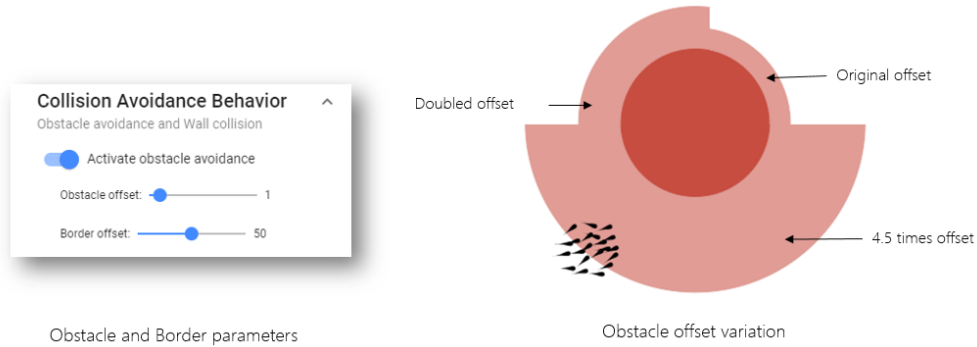 Collision Avoidance Behavior
Obstacle avoidance and Wall collision
Activate obstacle avoidance
Obstacle offset: 1
Border offset: 50
Obstacle and Border parameters
Original offset
Doubled offset
4.5 times offset
Obstacle offset variation